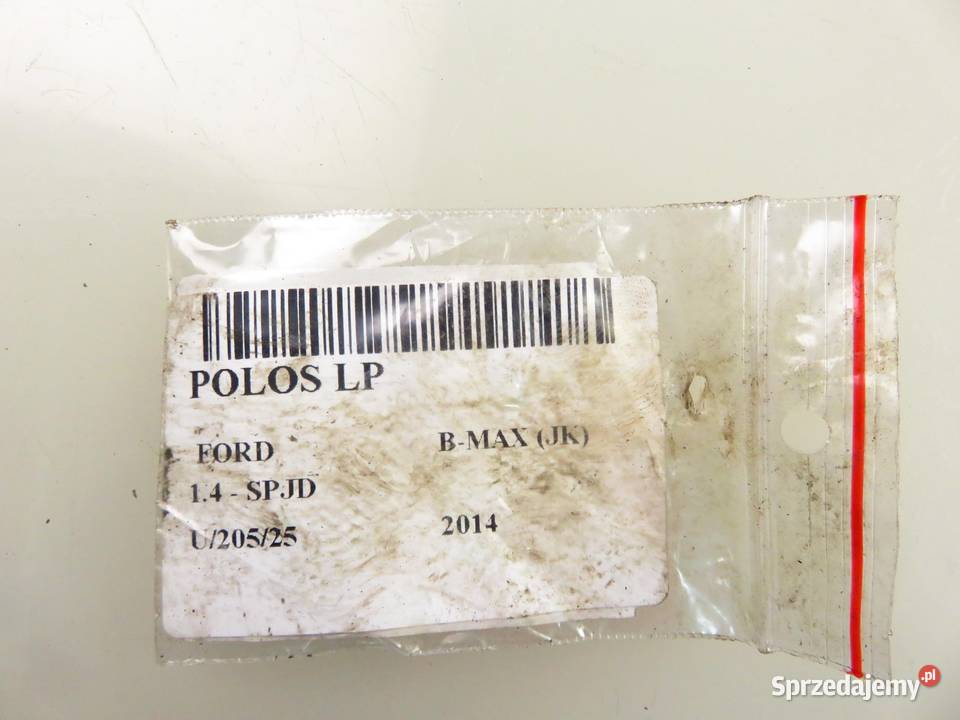 POLOS LP
FORD B-MAX (JK)
1.4 - SPJD
U/205/25 2014
Sprzedajemy.pl